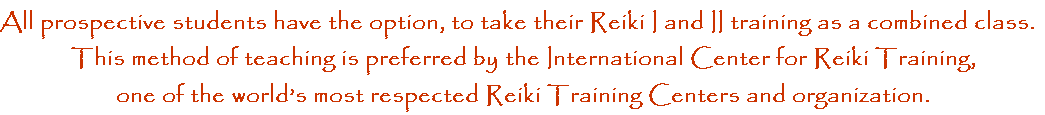 All prospective students have the option, to take their Reiki I and II training as a combined class.
This method of teaching is preferred by the International Center for Reiki Training,
one of the world's most respected Reiki Training Centers and organization.